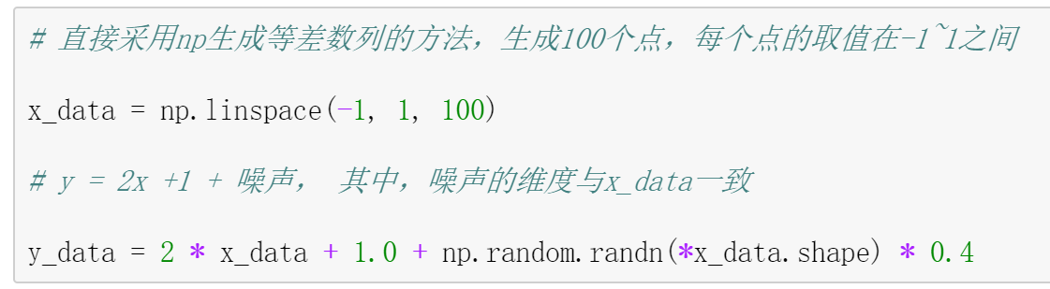 # 直接采用np生成等差数列的方法，生成100个点，每个点的取值在-1~1之间
x_data = np.linspace(-1, 1, 100)
# y = 2x +1 + 噪声， 其中，噪声的维度与x_data一致
y_data = 2 * x_data + 1.0 + np.random.randn(*x_data.shape) * 0.4